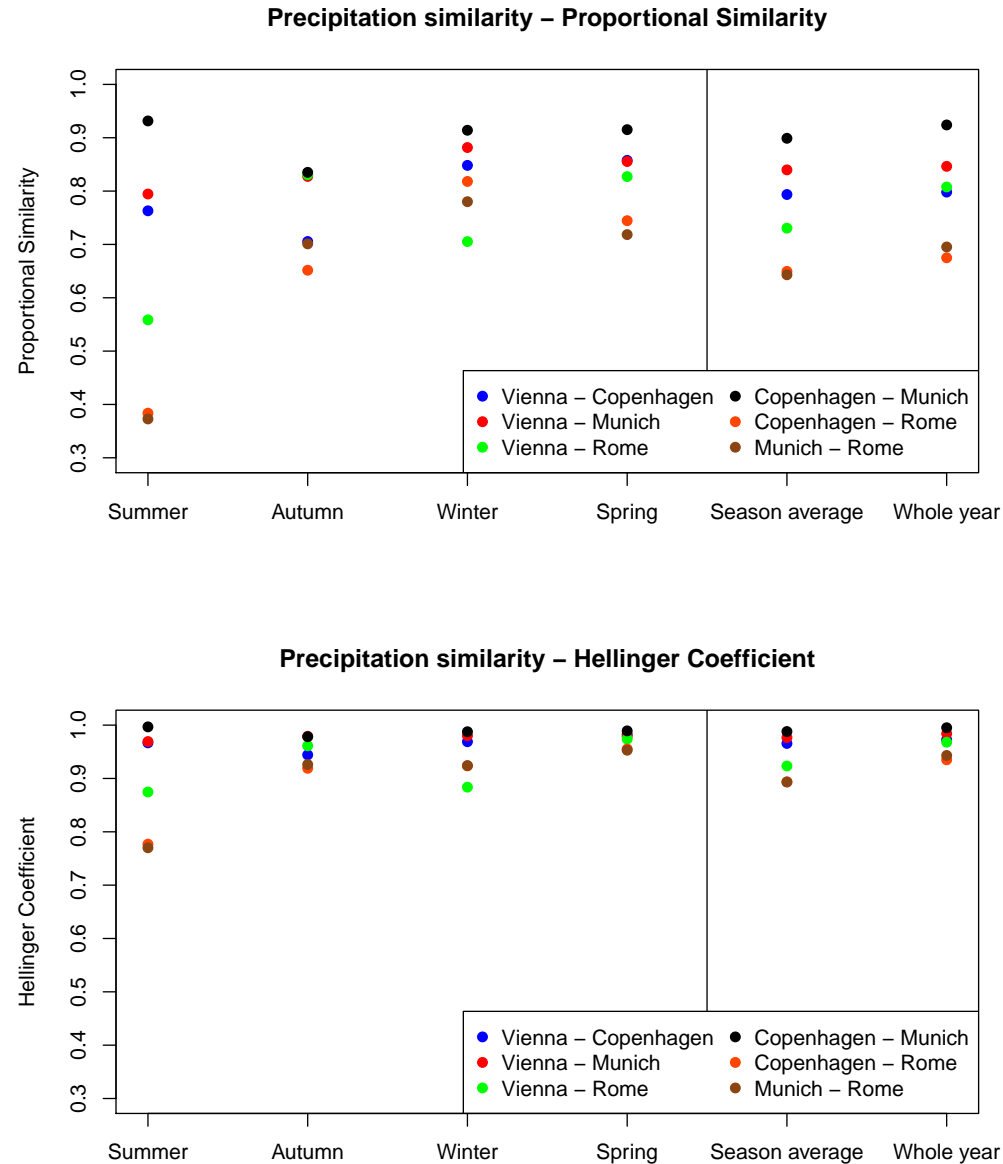 Precipitation similarity − Proportional Similarity
Proportional Similarity
1.0
0.9
0.8
0.7
0.6
0.5
0.4
0.3
Vienna − Copenhagen Copenhagen − Munich
Vienna − Munich Copenhagen − Rome
Vienna − Rome Munich − Rome
Summer Autumn Winter Spring Season average Whole year
Precipitation similarity − Hellinger Coefficient
Hellinger Coefficient
1.0
0.9
0.8
0.7
0.6
0.5
0.4
0.3
Vienna − Copenhagen Copenhagen − Munich
Vienna − Munich Copenhagen − Rome
Vienna − Rome Munich − Rome
Summer Autumn Winter Spring Season average Whole year